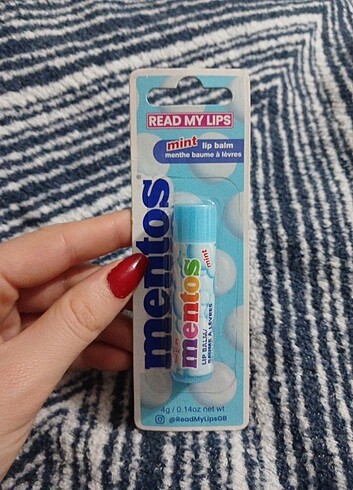 READ MY LIPS
mint lip balm
menthe baume à lèvres
mentos
mentos
mint
LIP BALM/
BAUME À LÈVRES
4g / 0.14oz net wt
@ReadMyLipsGB